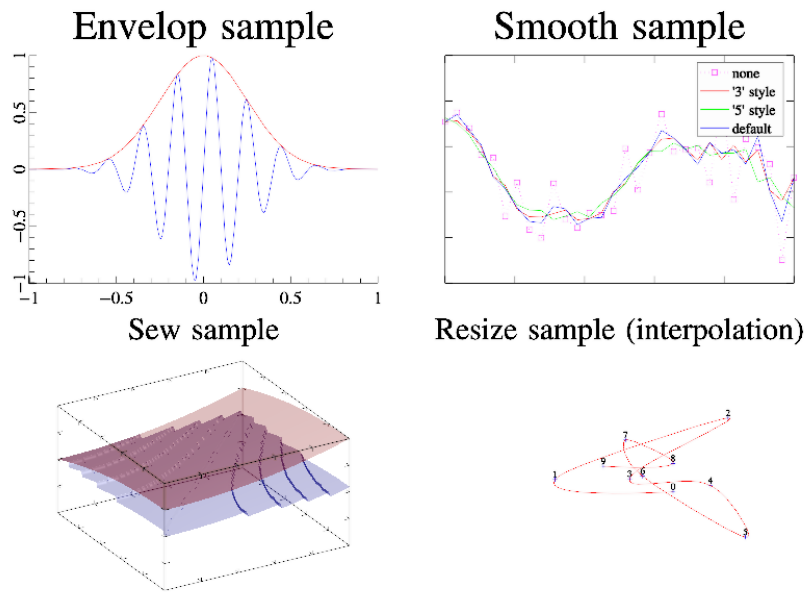 Envelop sample
1
0.5
0
−0.5
−1
−1
−0.5
0
0.5
1
Smooth sample
none
'3' style
'5' style
default
Sew sample
Resize sample (interpolation)
2
7
9
8
1
3
6
0
4
5